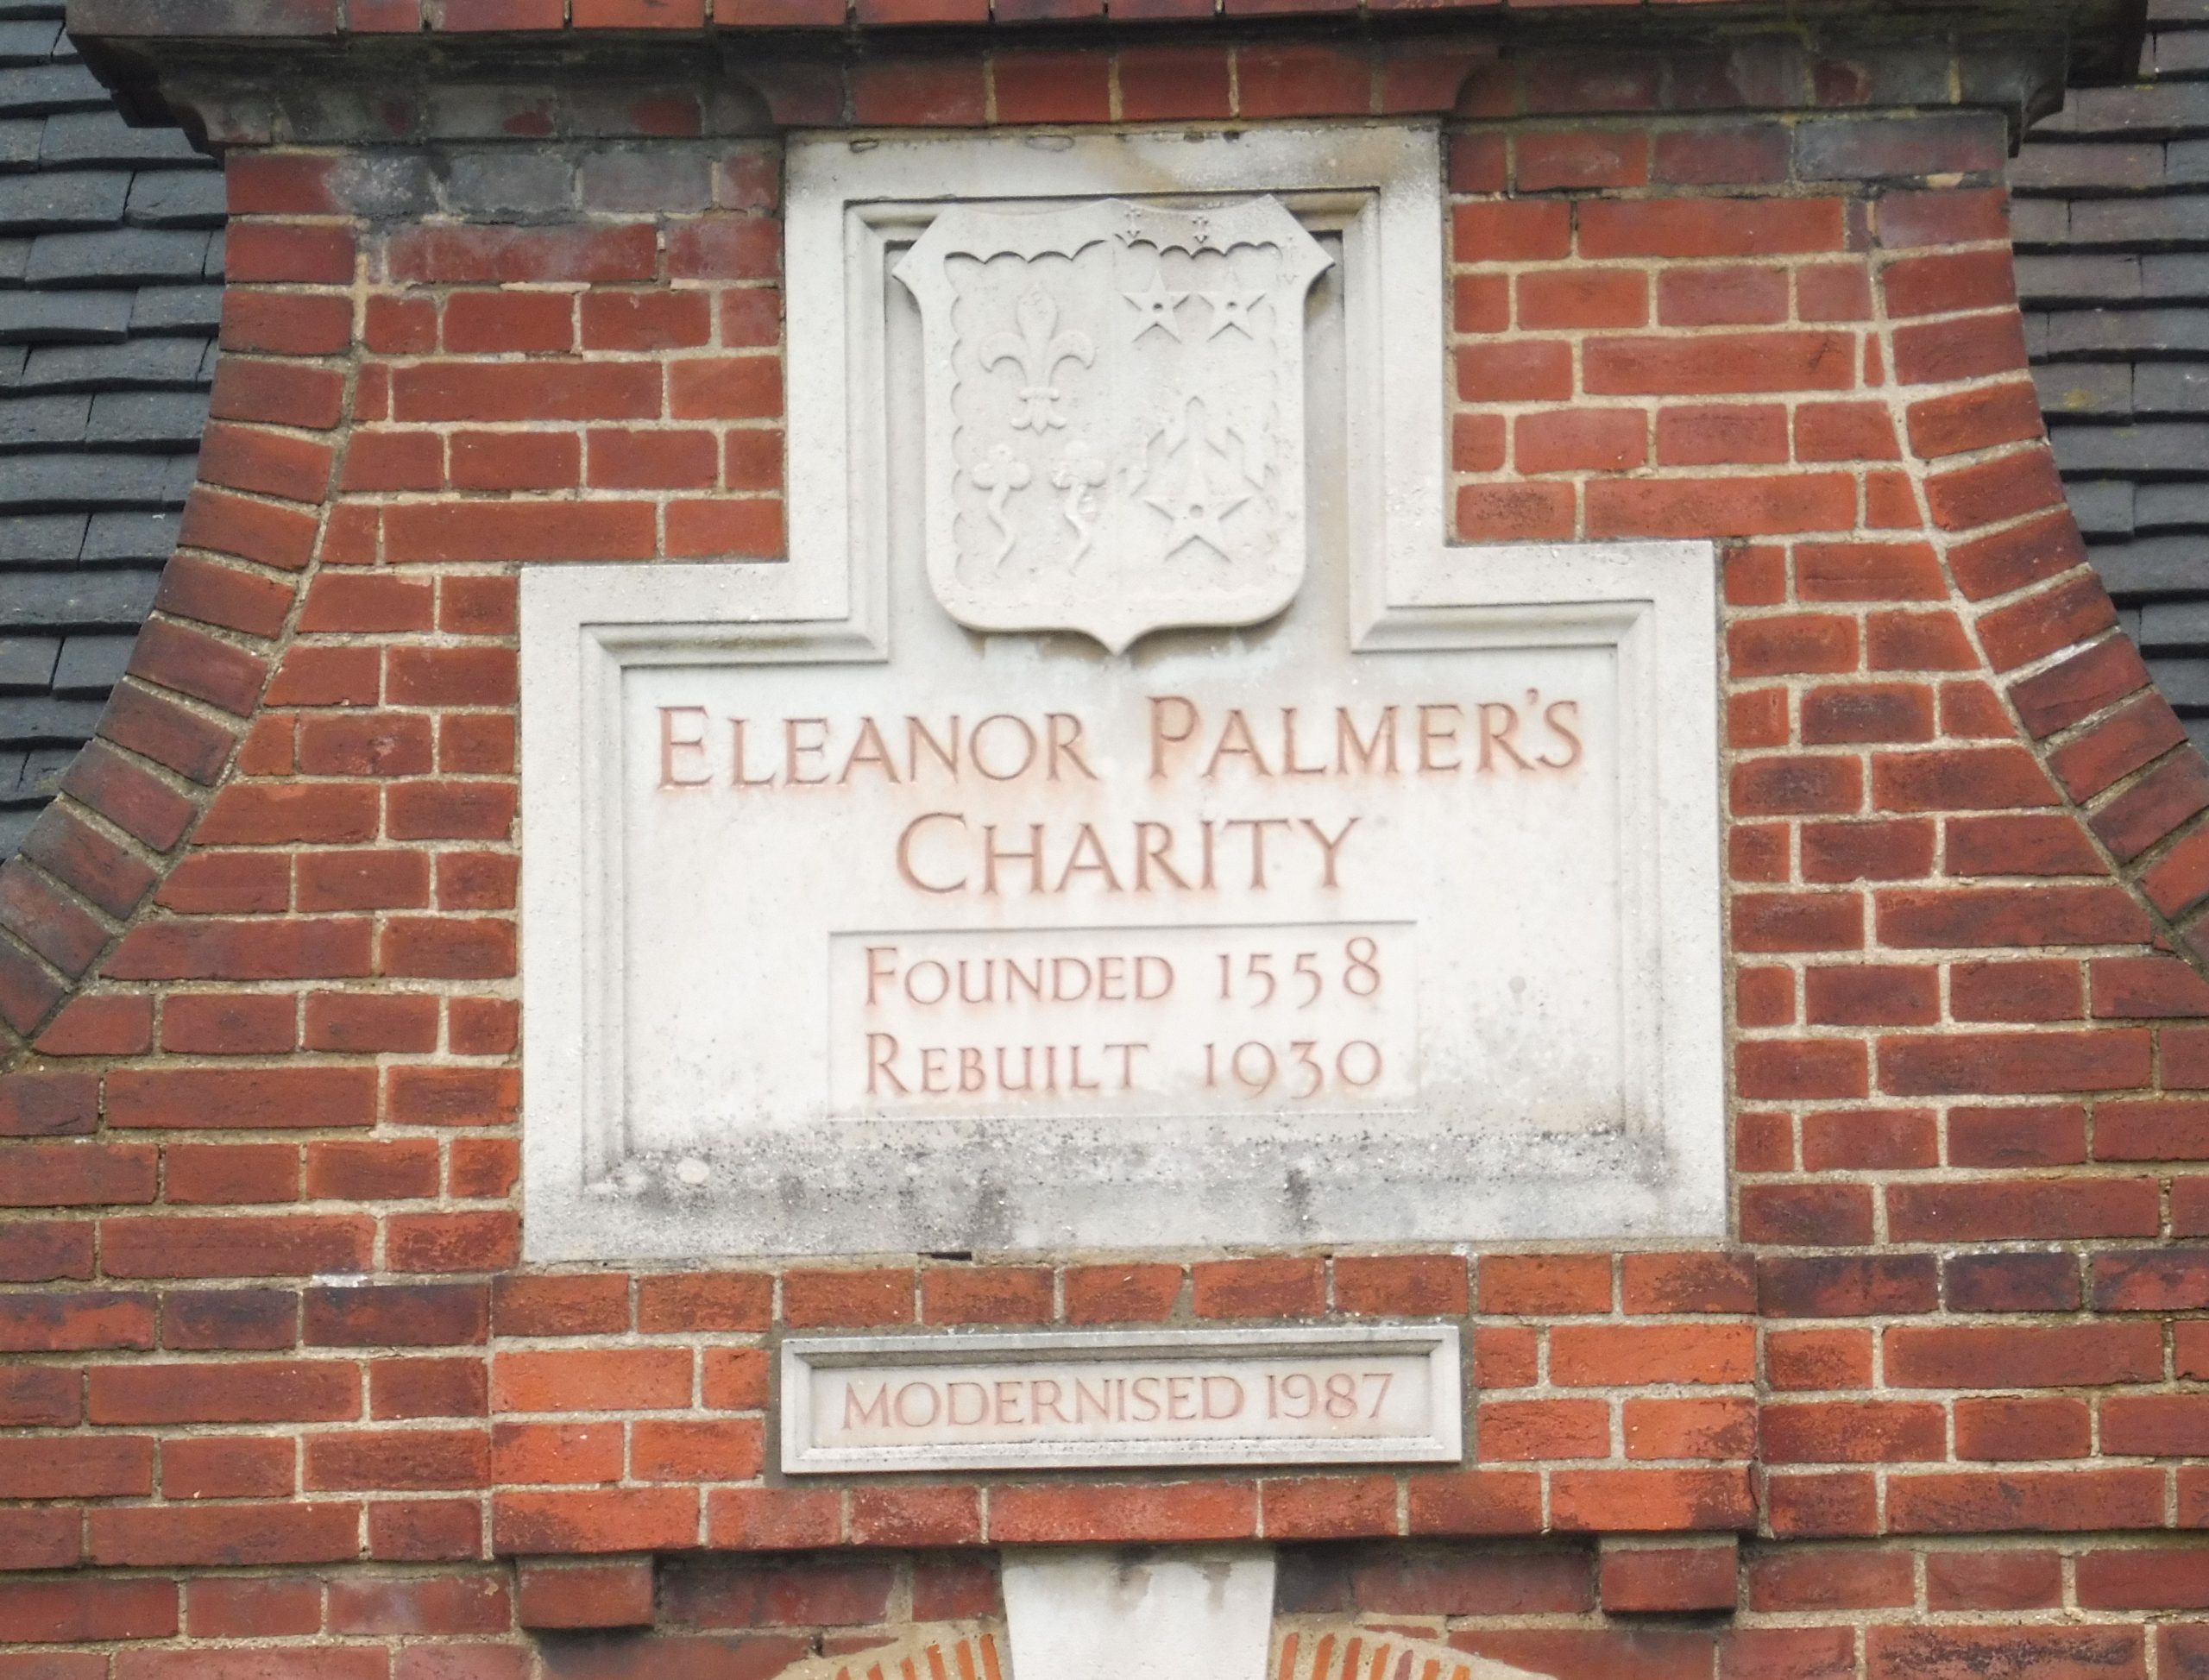 ELEANOR PALMER'S
CHARITY
FOUNDED 1558
REBUILT 1930
MODERNISED 1987